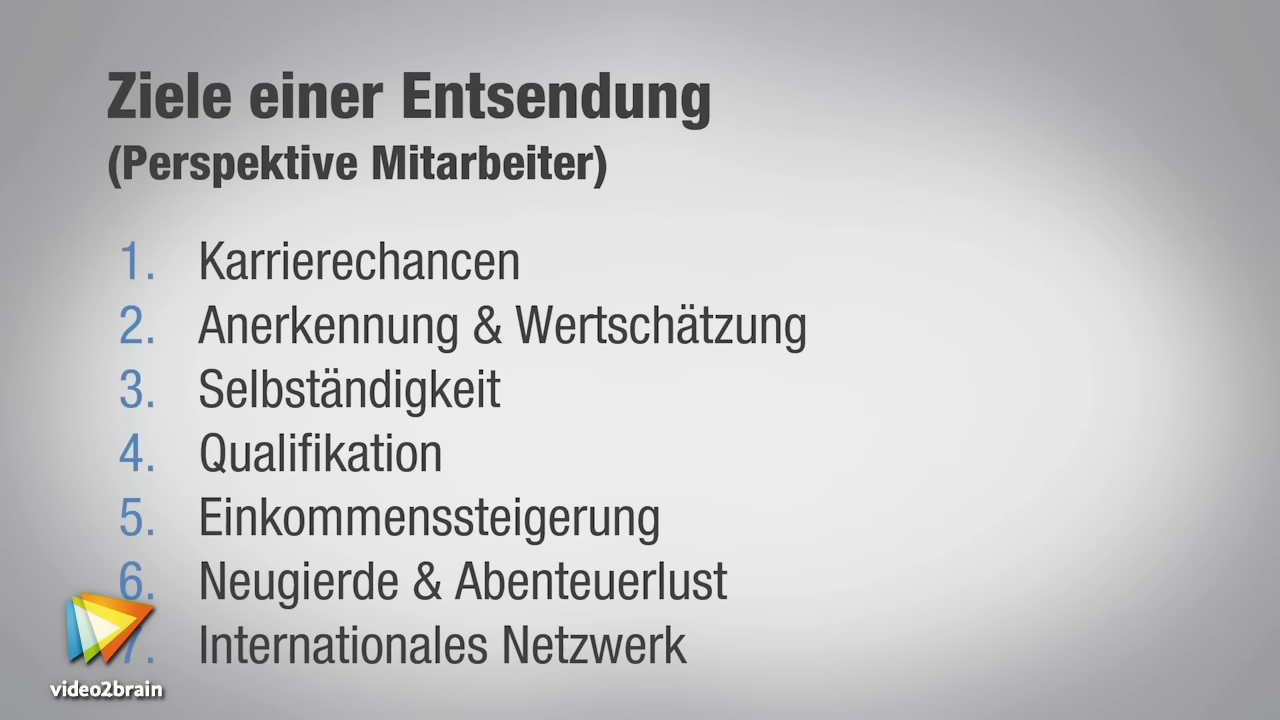 Ziele einer Entsendung
(Perspektive Mitarbeiter)
1. Karrierechancen
2. Anerkennung & Wertschätzung
3. Selbständigkeit
4. Qualifikation
5. Einkommenssteigerung
6. Neugierde & Abenteuerlust
7. Internationales Netzwerk
video2brain